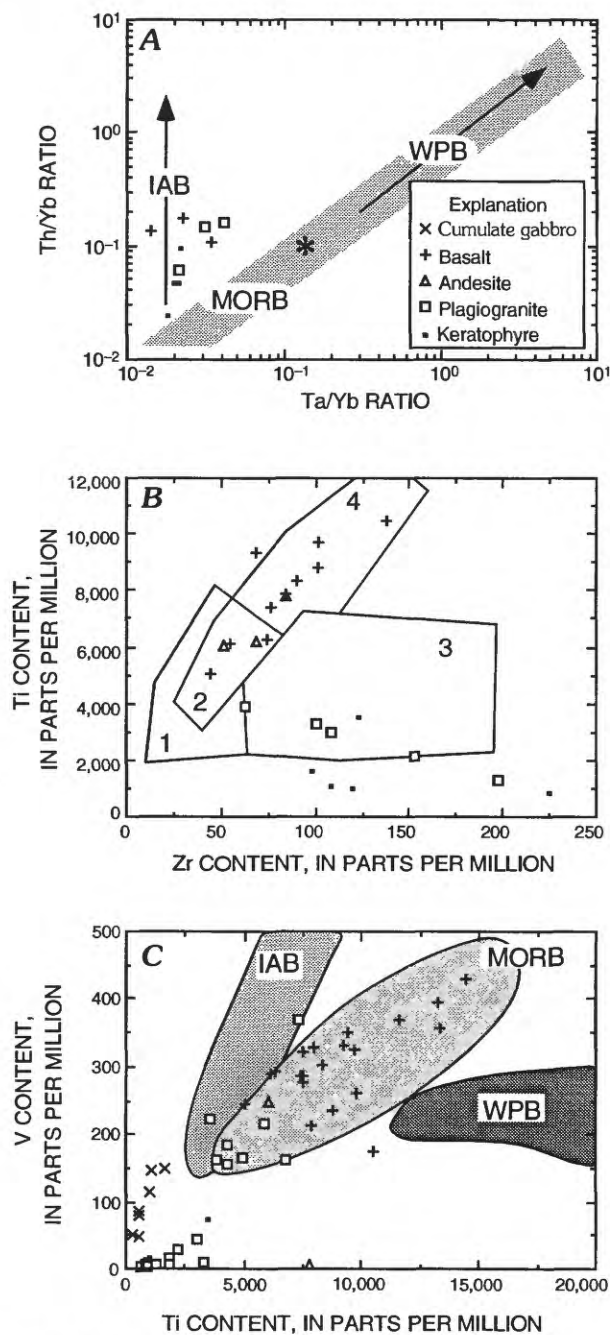 A
10¹
10⁰
10⁻¹
10⁻²
Th/Yb RATIO
IAB
WPB
MORB
Explanation
× Cumulate gabbro
+ Basalt
△ Andesite
□ Plagiogranite
▪ Keratophyre
10⁻² 10⁻¹ 10⁰ 10¹
Ta/Yb RATIO
B
12,000
10,000
8,000
6,000
4,000
2,000
0
Ti CONTENT,
IN PARTS PER MILLION
4
3
2
1
0 50 100 150 200 250
Zr CONTENT, IN PARTS PER MILLION
C
500
400
300
200
100
0
V CONTENT,
IN PARTS PER MILLION
IAB
MORB
WPB
0 5,000 10,000 15,000 20,000
Ti CONTENT, IN PARTS PER MILLION